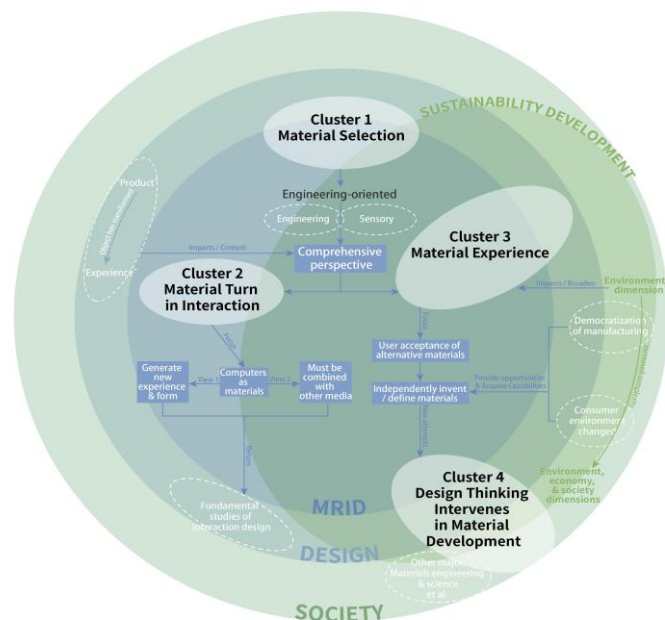 Cluster 1
Material Selection
SUSTAINABILITY DEVELOPMENT
Engineering-oriented
Engineering
Sensory
Product
Object has transferred
Experience
Impacts / Context
Comprehensive
perspective
Cluster 3
Material Experience
Cluster 2
Material Turn
in Interaction
Impacts / Broaden
Environment
dimension
Focus
Focus
Democratization
of manufacturing
User acceptance of
alternative materials
Generate
new
experience
& form
View 1
Computers
as
materials
View 2
Must be
combined
with
other media
Independently invent
/ define materials
Provide opportunities
& Acquire Capabilities
Consumer
environment
changed
New attempts
Return
Cluster 4
Design Thinking
Intervenes
in Material
Development
Environment,
economy,
& society
dimensions
Fundamental
studies of
interaction design
MRID
DESIGN
Other major:
Materials engineering
& science
et al.
SOCIETY